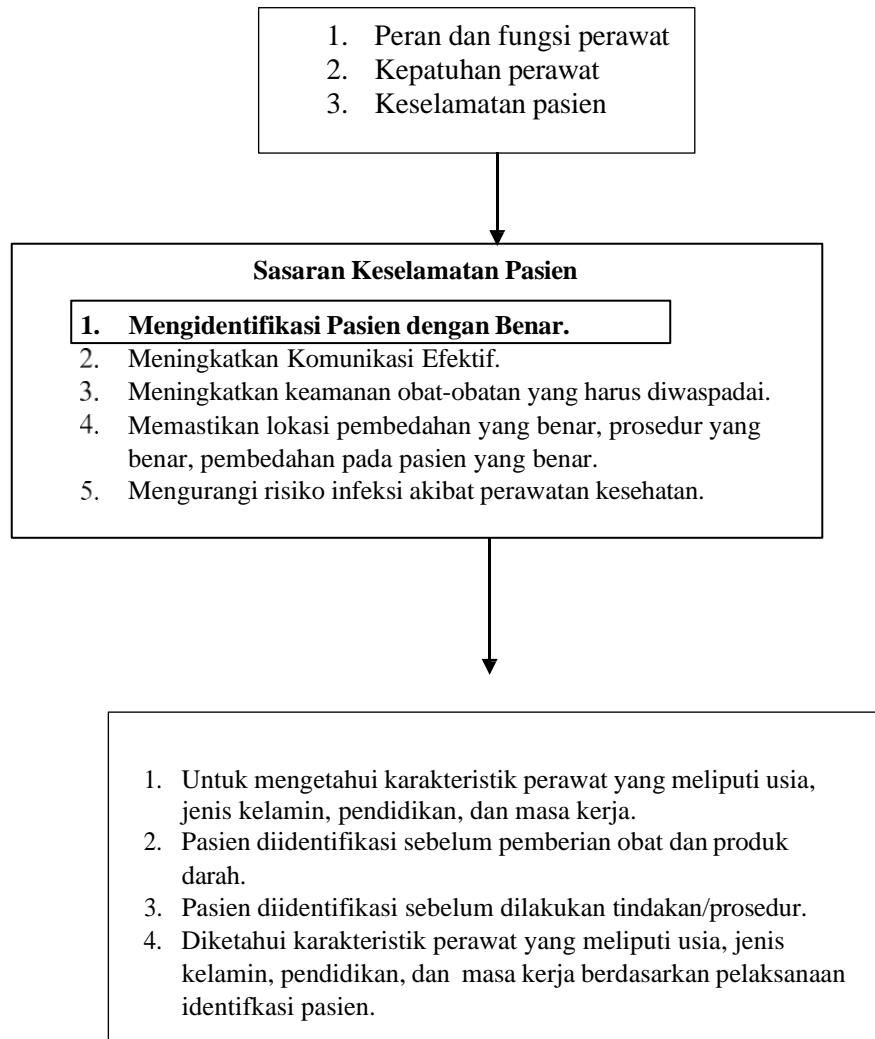 1. Peran dan fungsi perawat
2. Kepatuhan perawat
3. Keselamatan pasien
Sasaran Keselamatan Pasien
1. Mengidentifikasi Pasien dengan Benar.
2. Meningkatkan Komunikasi Efektif.
3. Meningkatkan keamanan obat-obatan yang harus diwaspadai.
4. Memastikan lokasi pembedahan yang benar, prosedur yang
benar, pembedahan pada pasien yang benar.
5. Mengurangi risiko infeksi akibat perawatan kesehatan.
1. Untuk mengetahui karakteristik perawat yang meliputi usia,
jenis kelamin, pendidikan, dan masa kerja.
2. Pasien diidentifikasi sebelum pemberian obat dan produk
darah.
3. Pasien diidentifikasi sebelum dilakukan tindakan/prosedur.
4. Diketahui karakteristik perawat yang meliputi usia, jenis
kelamin, pendidikan, dan masa kerja berdasarkan pelaksanaan
identifkasi pasien.